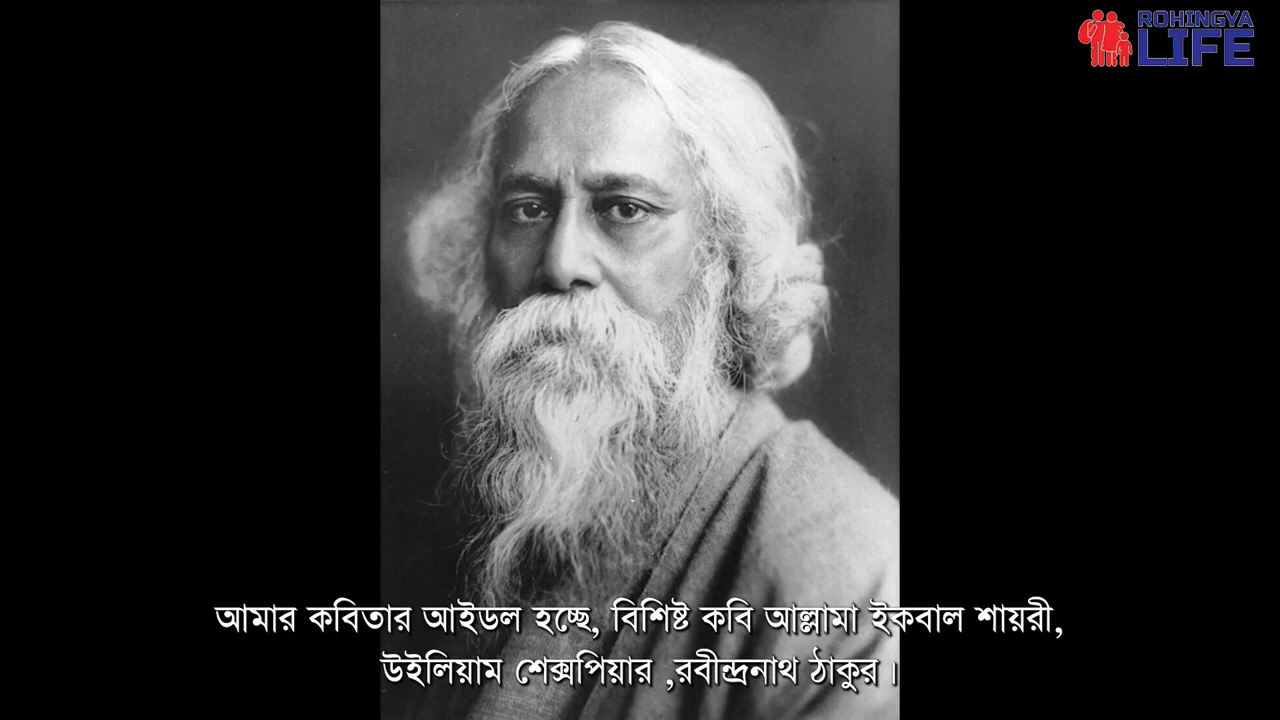 ROHINGYA
LIFE
আমার কবিতার আইডল হচ্ছে, বিশিষ্ট কবি আল্লামা ইকবাল শায়রী,
উইলিয়াম শেক্সপিয়ার ,রবীন্দ্রনাথ ঠাকুর।